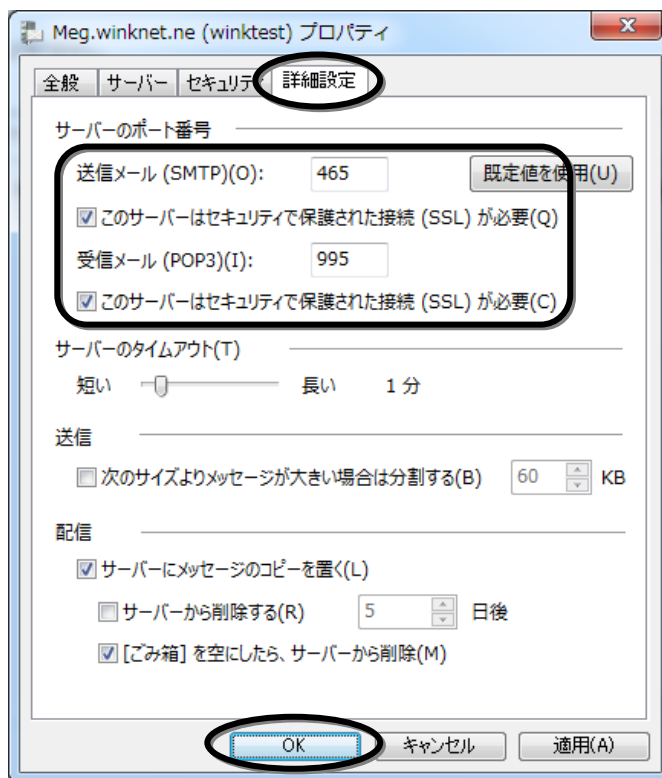 Meg.winknet.ne (winktest) プロパティ
全般 サーバー セキュリティ 詳細設定
サーバーのポート番号
送信メール (SMTP)(O): 465 既定値を使用(U)
このサーバーはセキュリティで保護された接続 (SSL) が必要(Q)
受信メール (POP3)(I): 995
このサーバーはセキュリティで保護された接続 (SSL) が必要(C)
サーバーのタイムアウト(T)
短い 長い 1 分
送信
次のサイズよりメッセージが大きい場合は分割する(B) 60 KB
配信
サーバーにメッセージのコピーを置く(L)
サーバーから削除する(R) 5 日後
[ごみ箱] を空にしたら、サーバーから削除(M)
OK キャンセル 適用(A)